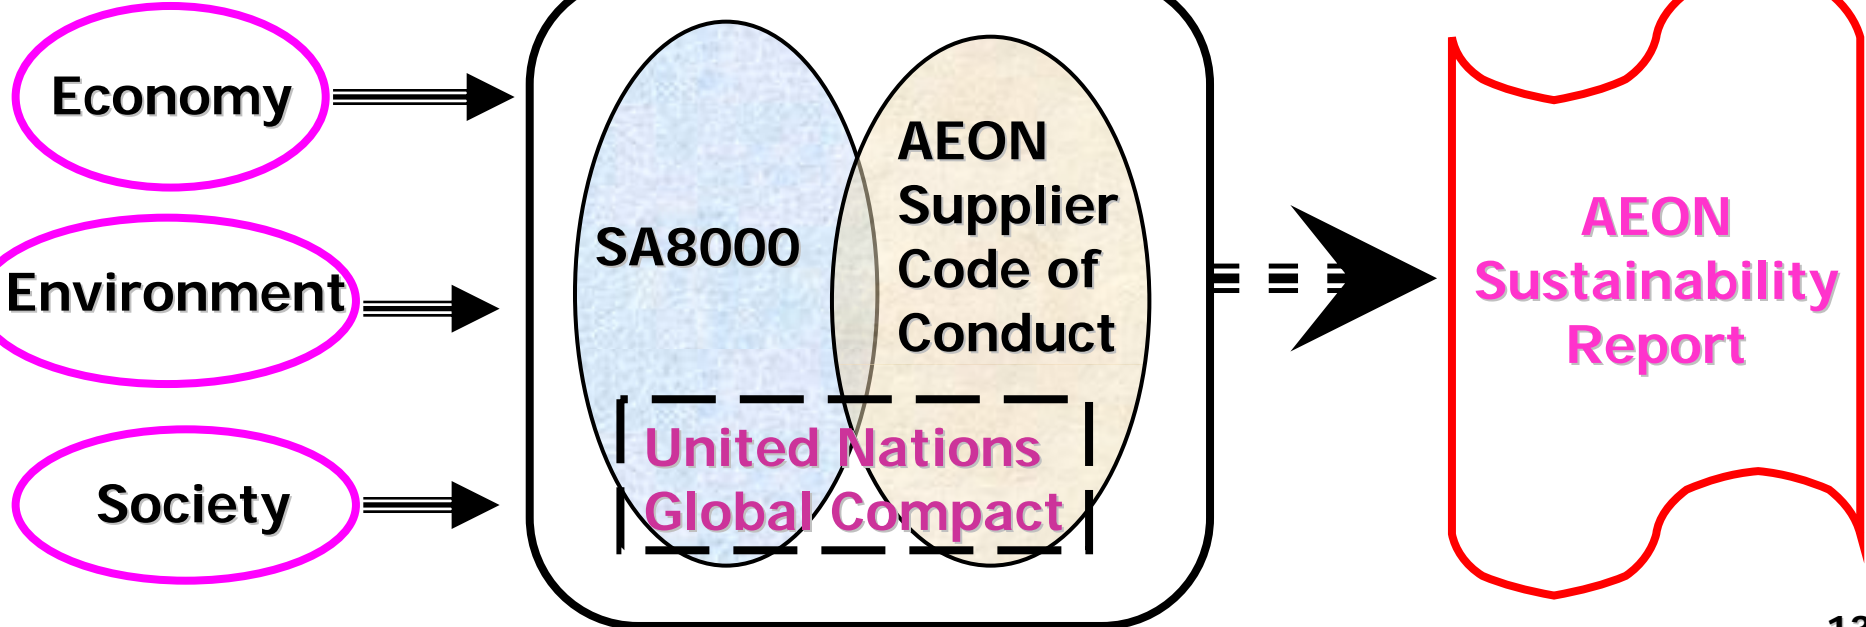 Economy
Environment
Society
SA8000
AEON
Supplier
Code of
Conduct
United Nations
Global Compact
AEON
Sustainability
Report